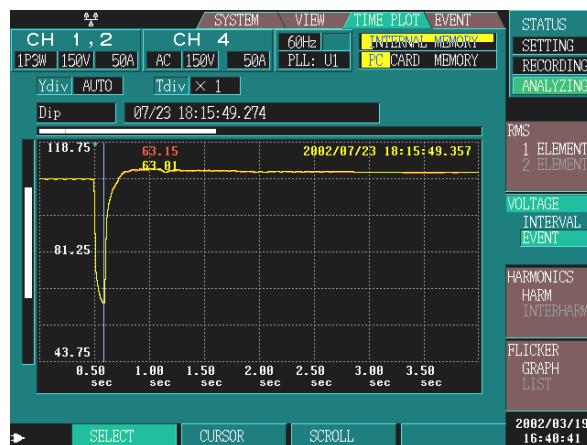 SYSTEM VIEW TIME PLOT EVENT
CH 1,2
1P3W 150V 50A
CH 4
AC 150V 50A
60Hz
PLL: U1
INTERNAL MEMORY
PC CARD MEMORY
Ydiv AUTO Tdiv × 1
Dip 07/23 18:15:49.274
118.75
63.15
63.01
2002/07/23 18:15:49.357
81.25
43.75
0.50 1.00 1.50 2.00 2.50 3.00 3.50
sec sec sec sec sec sec sec
SELECT CURSOR SCROLL
STATUS
SETTING
RECORDING
ANALYZING
RMS
1 ELEMENT
2 ELEMENT
VOLTAGE
INTERVAL
EVENT
HARMONICS
HARM
INTERHARM
FLICKER
GRAPH
LIST
2002/03/15
16:40:41